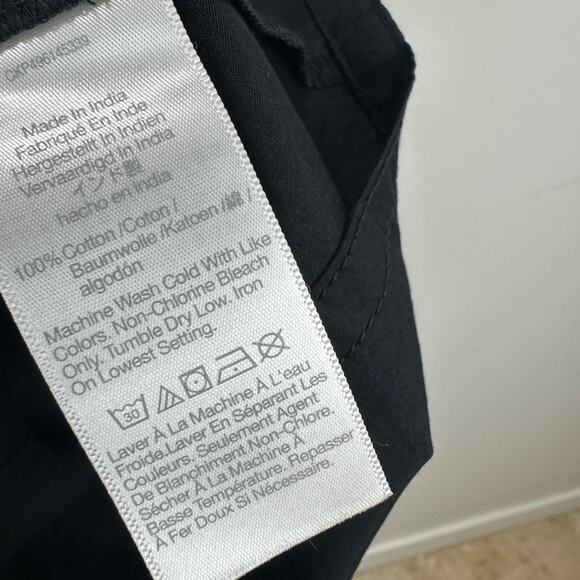 CKP496145339
Made In India
Fabriqué En Inde
Hergestellt In Indien
Vervaardigd In India
インド製
hecho en india
100% Cotton /Coton /
Baumwolle /Katoen /綿 /
algodón
Machine Wash Cold With Like
Colors, Non-Chlorine Bleach
Only, Tumble Dry Low. Iron
On Lowest Setting.
30
Laver À La Machine À L'eau
Froide.Laver En Séparant Les
Couleurs, Seulement Agent
De Blanchiment Non-Chlore.
Sécher À La Machine À
Basse Température. Repasser
À Fer Doux Sí Nécessaire.